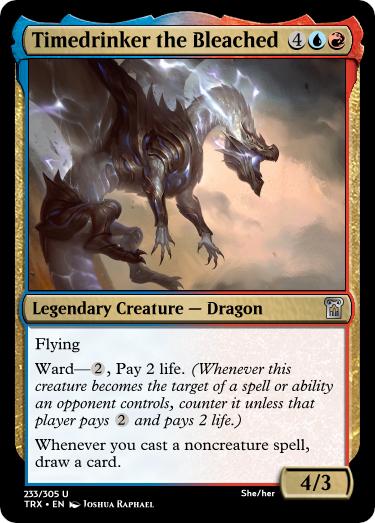 Timedrinker the Bleached 4
Legendary Creature — Dragon
Flying
Ward—2, Pay 2 life. (Whenever this
creature becomes the target of a spell or ability
an opponent controls, counter it unless that
player pays 2 and pays 2 life.)
Whenever you cast a noncreature spell,
draw a card.
4/3
233/305 U She/her
TRX • EN Joshua Raphael